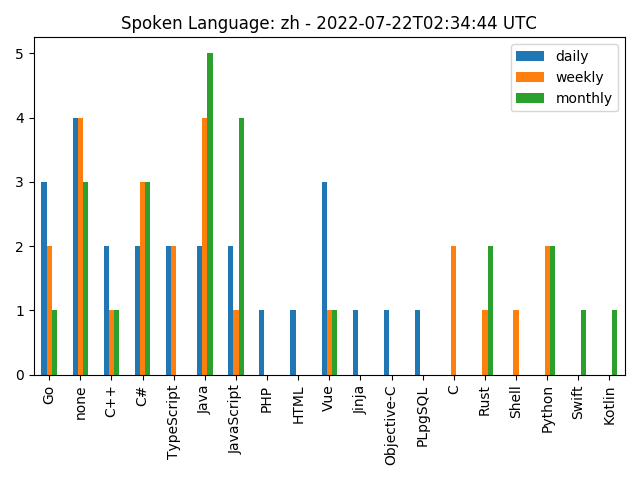 Spoken Language: zh - 2022-07-22T02:34:44 UTC
daily
weekly
monthly
5
4
3
2
1
0
Go
none
C++
C#
TypeScript
Java
JavaScript
PHP
HTML
Vue
Jinja
Objective-C
PLpgSQL
C
Rust
Shell
Python
Swift
Kotlin